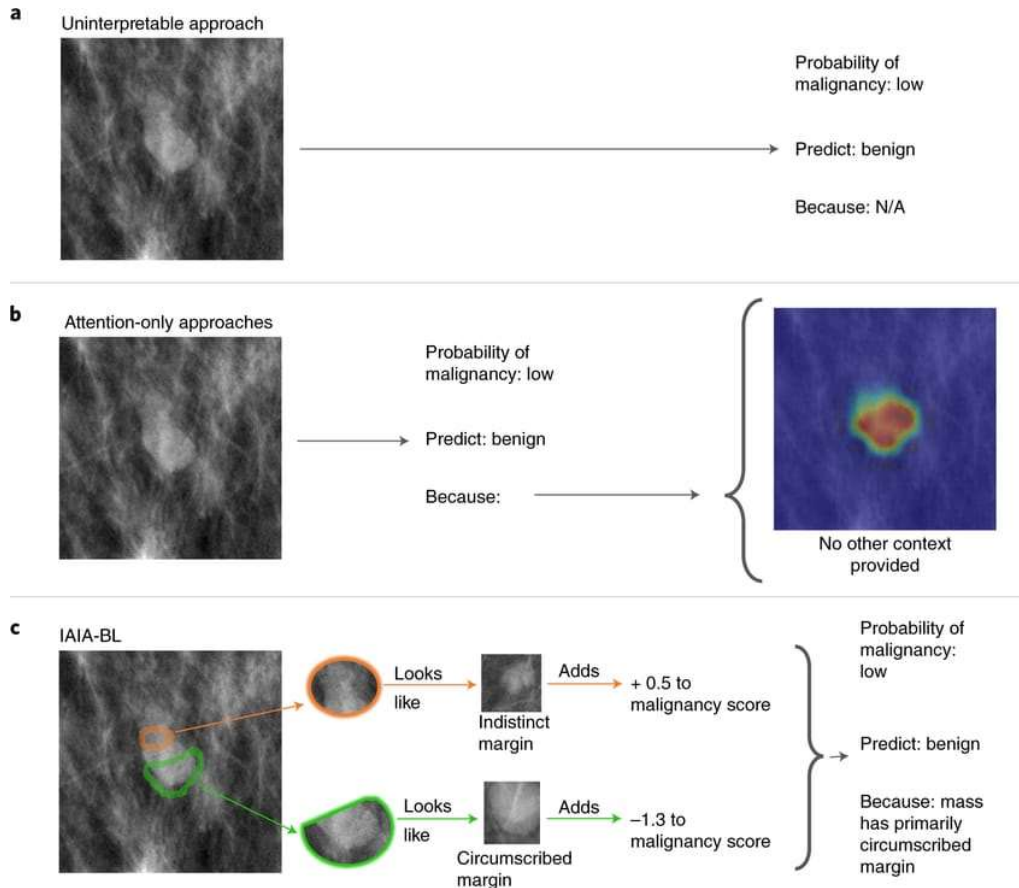 a
Uninterpretable approach
Probability of
malignancy: low
Predict: benign
Because: N/A
b
Attention-only approaches
Probability of
malignancy: low
Predict: benign
Because:
No other context
provided
c
IAIA-BL
Looks
like
Indistinct
margin
Adds
+ 0.5 to
malignancy score
Looks
like
Circumscribed
margin
Adds
–1.3 to
malignancy score
Probability of
malignancy:
low
Predict: benign
Because: mass
has primarily
circumscribed
margin